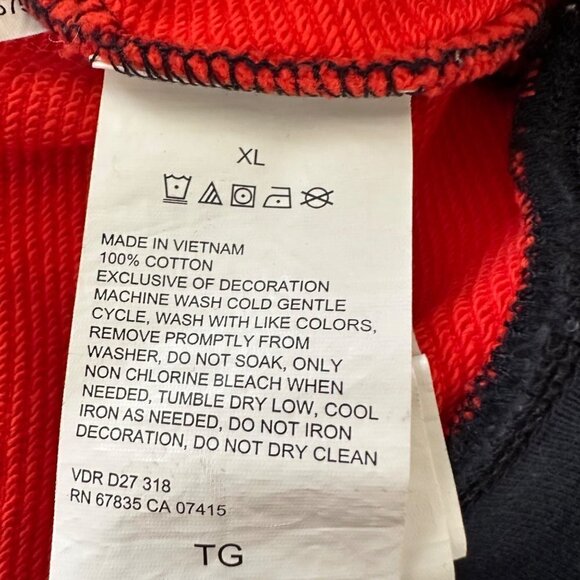 XL
MADE IN VIETNAM
100% COTTON
EXCLUSIVE OF DECORATION
MACHINE WASH COLD GENTLE
CYCLE, WASH WITH LIKE COLORS,
REMOVE PROMPTLY FROM
WASHER, DO NOT SOAK, ONLY
NON CHLORINE BLEACH WHEN
NEEDED, TUMBLE DRY LOW, COOL
IRON AS NEEDED, DO NOT IRON
DECORATION, DO NOT DRY CLEAN
VDR D27 318
RN 67835 CA 07415
TG